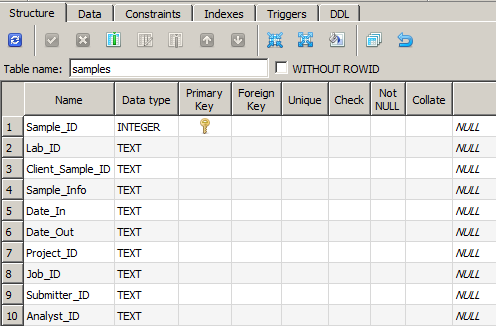 Structure Data Constraints Indexes Triggers DDL
Table name: samples WITHOUT ROWID
Name Data type Primary Key Foreign Key Unique Check Not NULL Collate
1 Sample_ID INTEGER NULL
2 Lab_ID TEXT NULL
3 Client_Sample_ID TEXT NULL
4 Sample_Info TEXT NULL
5 Date_In TEXT NULL
6 Date_Out TEXT NULL
7 Project_ID TEXT NULL
8 Job_ID TEXT NULL
9 Submitter_ID TEXT NULL
10 Analyst_ID TEXT NULL